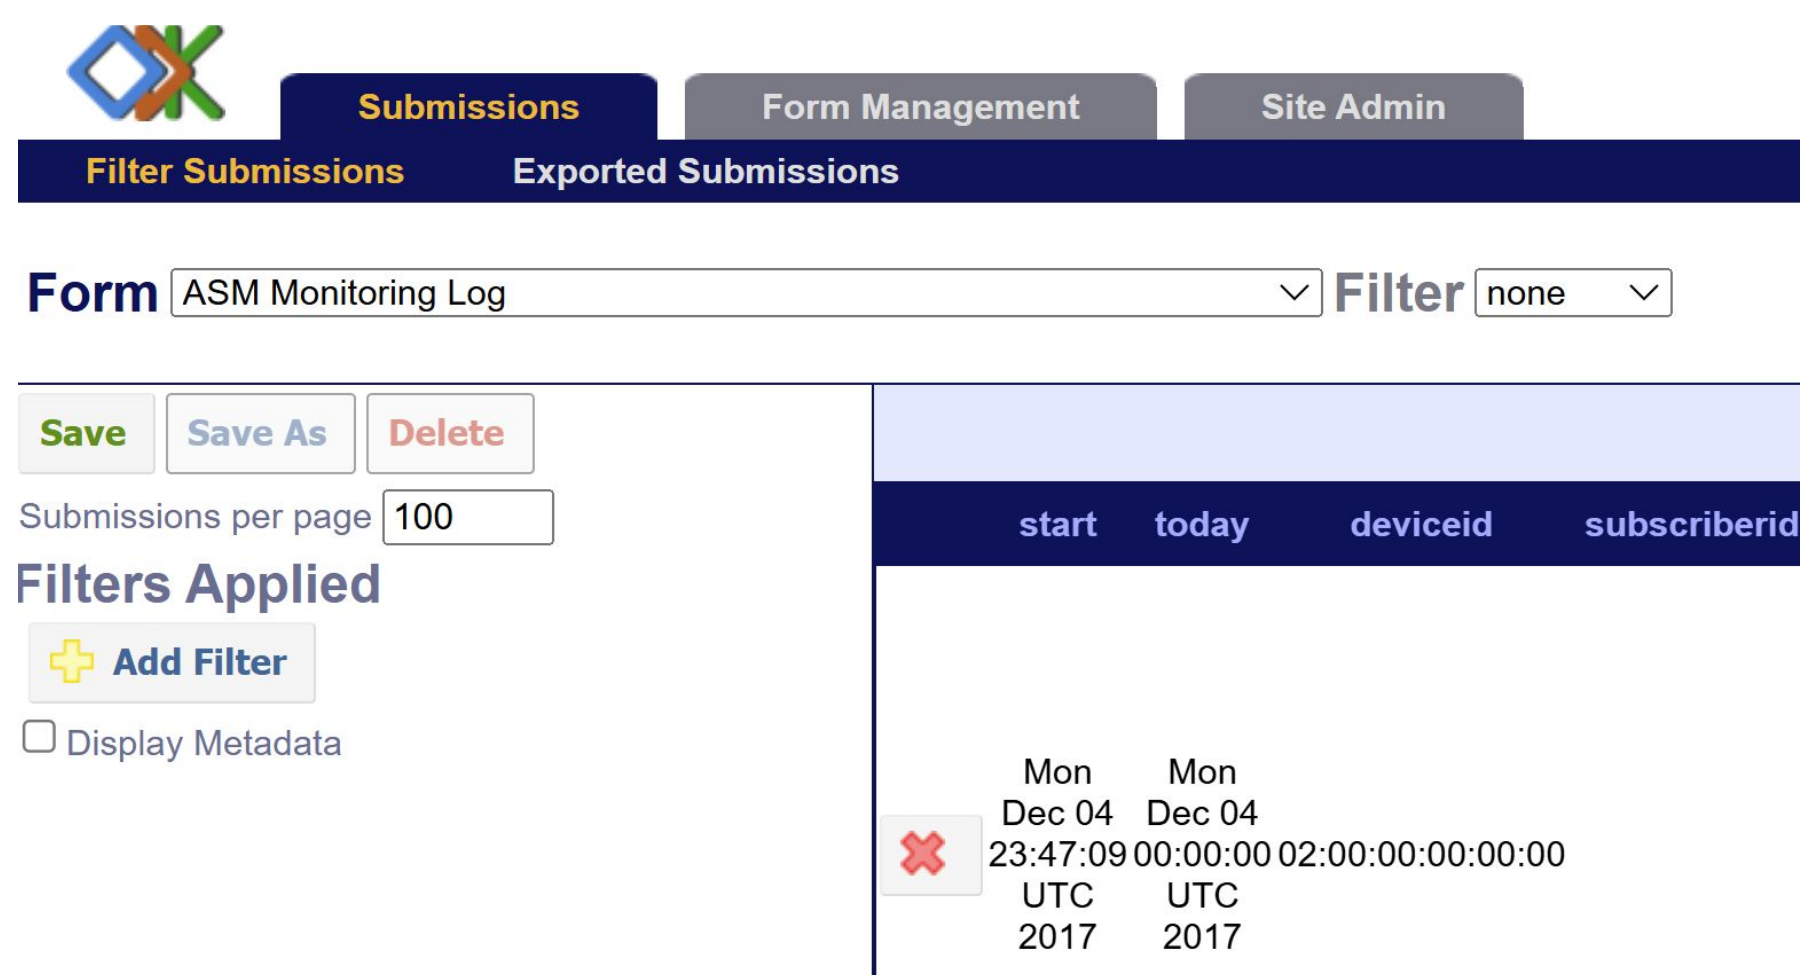 Submissions Form Management Site Admin
Filter Submissions Exported Submissions
Form ASM Monitoring Log Filter none
Save Save As Delete
Submissions per page 100
Filters Applied
Add Filter
Display Metadata
start today deviceid subscriberid
Mon Mon
Dec 04 Dec 04
23:47:09 00:00:00 02:00:00:00:00:00
UTC UTC
2017 2017